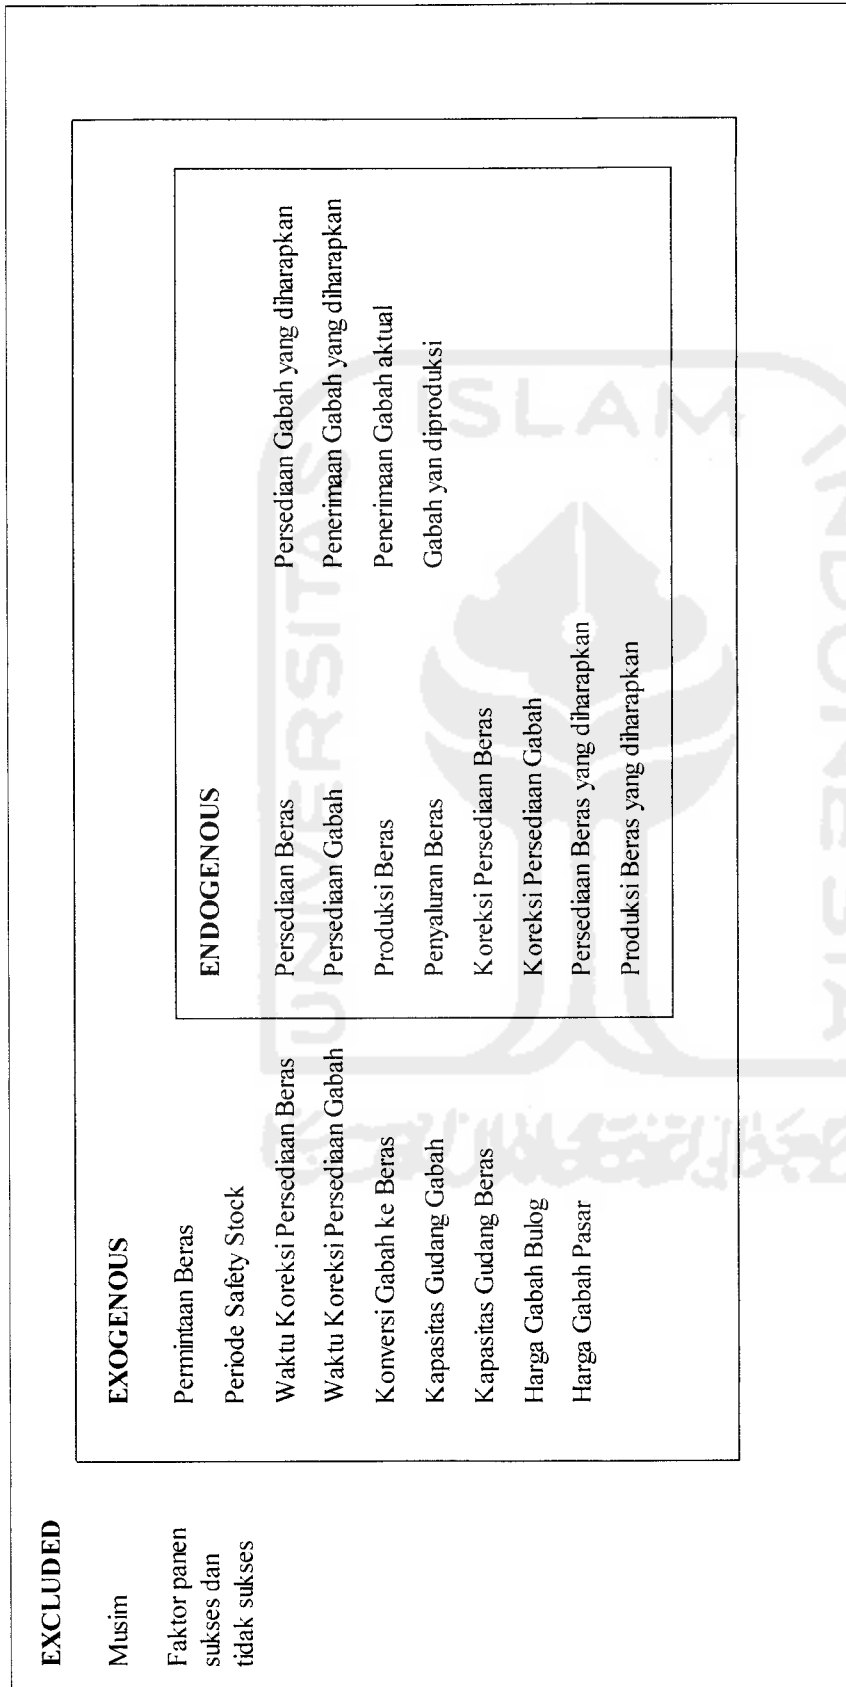 EXCLUDED
Musim
Faktor panen
sukses dan
tidak sukses
EXOGENOUS
Permintaan Beras
Periode Safety Stock
Waktu Koreksi Persediaan Beras
Waktu Koreksi Persediaan Gabah
Konversi Gabah ke Beras
Kapasitas Gudang Gabah
Kapasitas Gudang Beras
Harga Gabah Bulog
Harga Gabah Pasar
ENDOGENOUS
Persediaan Beras
Persediaan Gabah
Produksi Beras
Penyaluran Beras
Koreksi Persediaan Beras
Koreksi Persediaan Gabah
Persediaan Beras yang diharapkan
Produksi Beras yang diharapkan
Persediaan Gabah yang diharapkan
Penerimaan Gabah yang diharapkan
Penerimaan Gabah aktual
Gabah yan diproduksi
UNIVERSITAS
ISLAM
INDONESIA